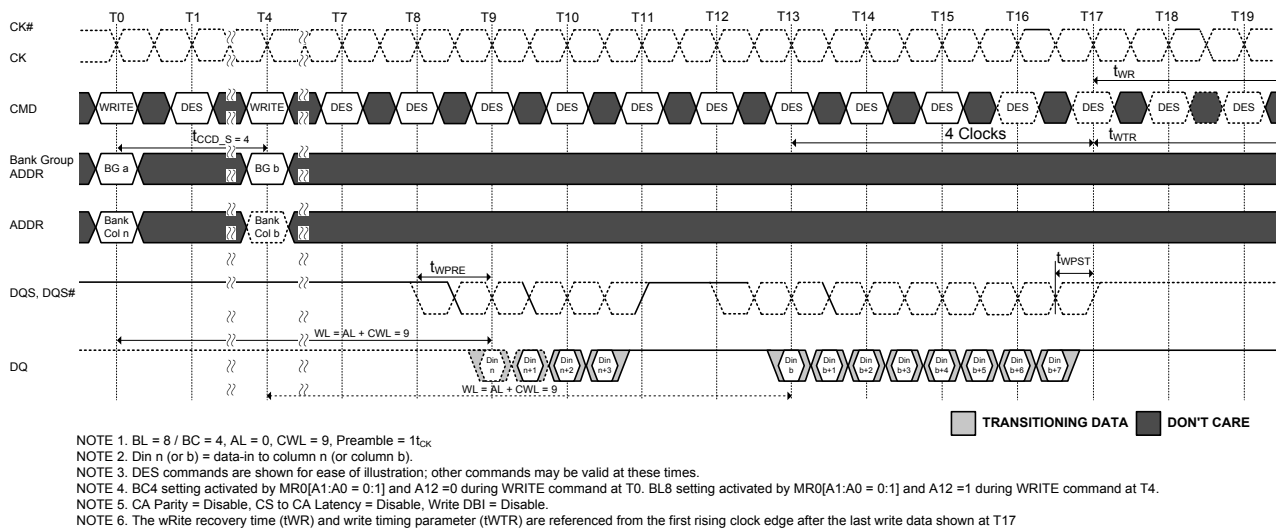 T0 T1 T4 T7 T8 T9 T10 T11 T12 T13 T14 T15 T16 T17 T18 T19
CK#
CK
tWR
CMD WRITE DES WRITE DES DES DES DES DES DES DES DES DES DES DES DES DES
tCCD_S = 4 4 Clocks tWTR
Bank Group
ADDR BG a BG b
ADDR
Bank
Col n
Bank
Col b
tWPRE tWPST
DQS, DQS#
WL = AL + CWL = 9
DQ
Din
n
Din
n+1
Din
n+2
Din
n+3
Din
b
Din
b+1
Din
b+2
Din
b+3
Din
b+4
Din
b+5
Din
b+6
Din
b+7
WL = AL + CWL = 9
TRANSITIONING DATA DON'T CARE
NOTE 1. BL = 8 / BC = 4, AL = 0, CWL = 9, Preamble = 1tCK
NOTE 2. Din n (or b) = data-in to column n (or column b).
NOTE 3. DES commands are shown for ease of illustration; other commands may be valid at these times.
NOTE 4. BC4 setting activated by MR0[A1:A0 = 0:1] and A12 =0 during WRITE command at T0. BL8 setting activated by MR0[A1:A0 = 0:1] and A12 =1 during WRITE command at T4.
NOTE 5. CA Parity = Disable, CS to CA Latency = Disable, Write DBI = Disable.
NOTE 6. The wRite recovery time (tWR) and write timing parameter (tWTR) are referenced from the first rising clock edge after the last write data shown at T17